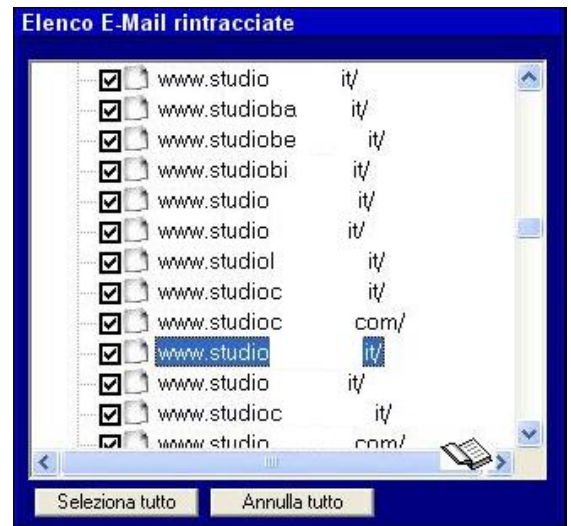 Elenco E-Mail rintracciate
www.studio it/
www.studioba it/
www.studiobe it/
www.studiobi it/
www.studio it/
www.studio it/
www.studiol it/
www.studioc it/
www.studioc com/
www.studio it/
www.studio it/
www.studioc it/
www.studio com/
Seleziona tutto Annulla tutto